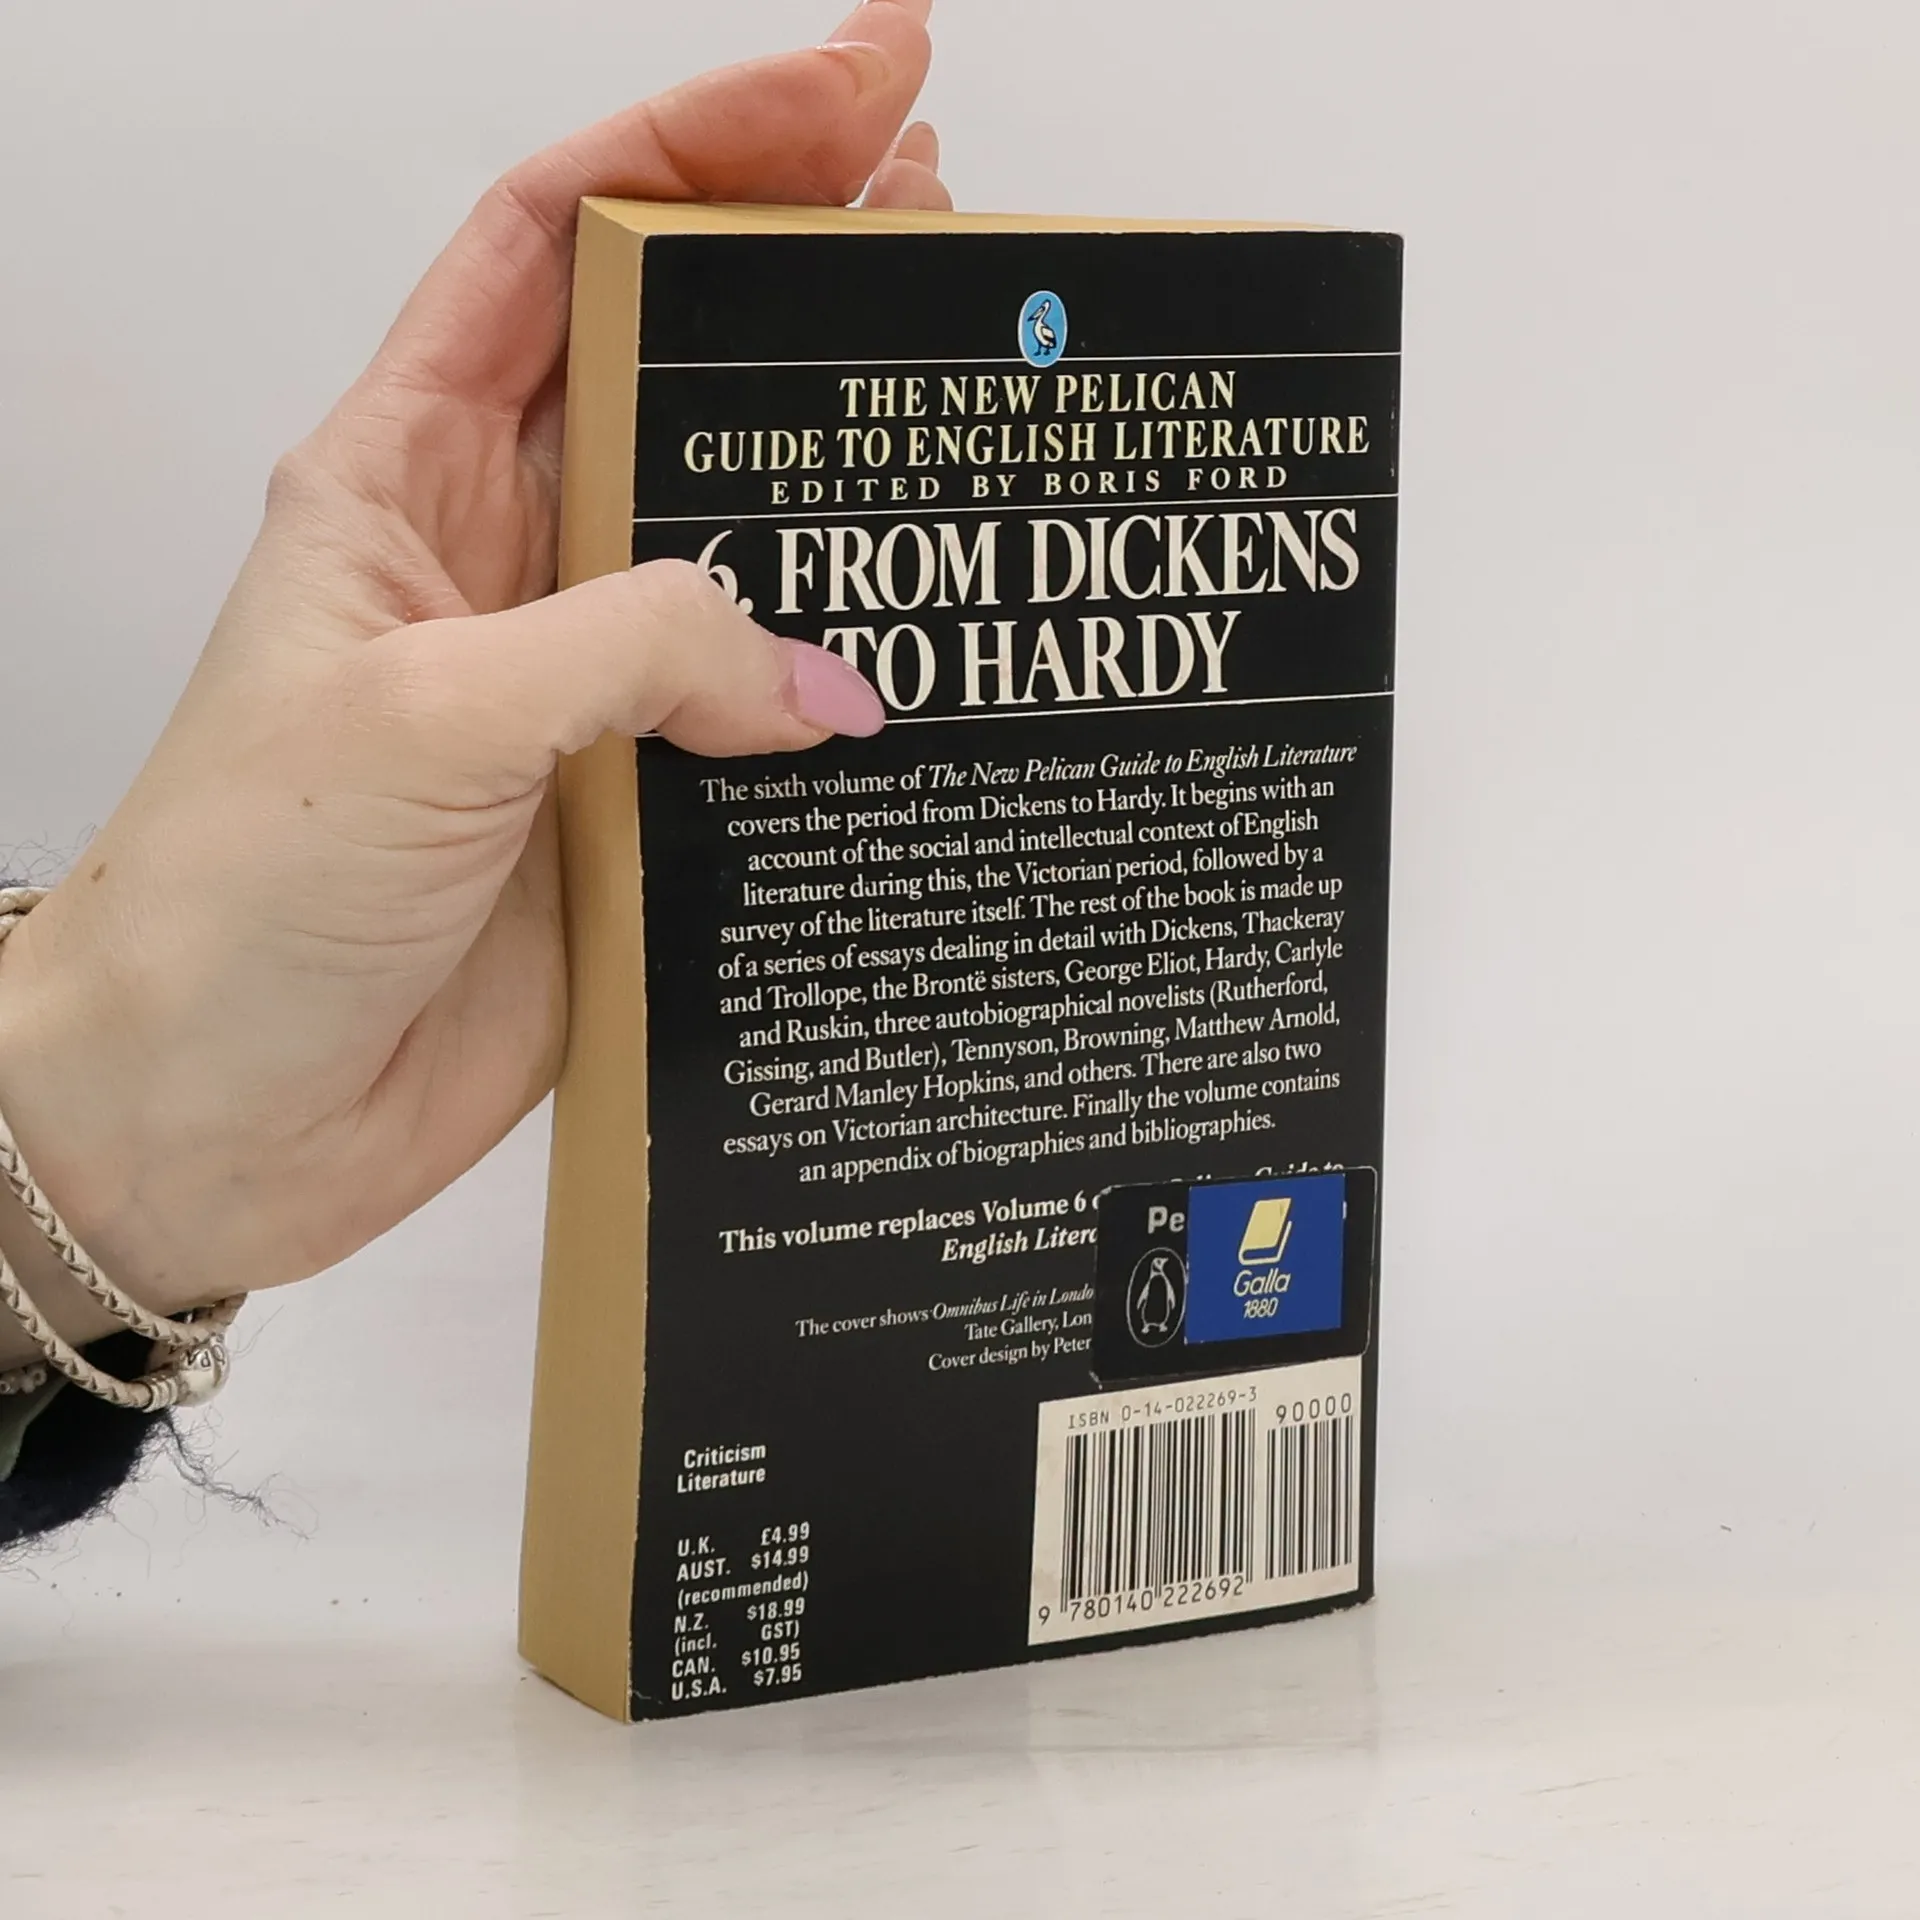 THE NEW PELICAN
GUIDE TO ENGLISH LITERATURE
EDITED BY BORIS FORD
6. FROM DICKENS
TO HARDY
The sixth volume of The New Pelican Guide to English Literature
covers the period from Dickens to Hardy. It begins with an
account of the social and intellectual context of English
literature during this, the Victorian period, followed by a
survey of the literature itself. The rest of the book is made up
of a series of essays dealing in detail with Dickens, Thackeray
and Trollope, the Brontë sisters, George Eliot, Hardy, Carlyle
and Ruskin, three autobiographical novelists (Rutherford,
Gissing, and Butler), Tennyson, Browning, Matthew Arnold,
Gerard Manley Hopkins, and others. There are also two
essays on Victorian architecture. Finally the volume contains
an appendix of biographies and bibliographies.
This volume replaces Volume 6 Guide to
English
The cover shows Omnibus Life in
Tate Gallery,
Cover design by Peter
Galla
1880
ISBN 0-14-022269-3
90000
9 780140 222692
Criticism
Literature
U.K. £4.99
AUST. $14.99
(recommended)
N.Z. $18.99
(incl. GST)
CAN. $10.95
U.S.A. $7.95